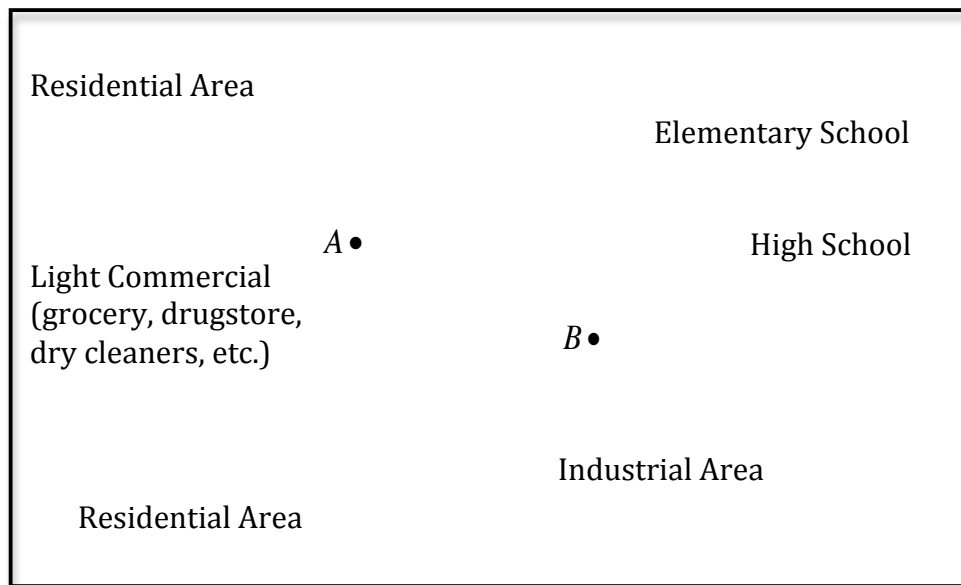 Residential Area
Elementary School
A •
High School
Light Commercial
(grocery, drugstore,
dry cleaners, etc.)
B •
Industrial Area
Residential Area